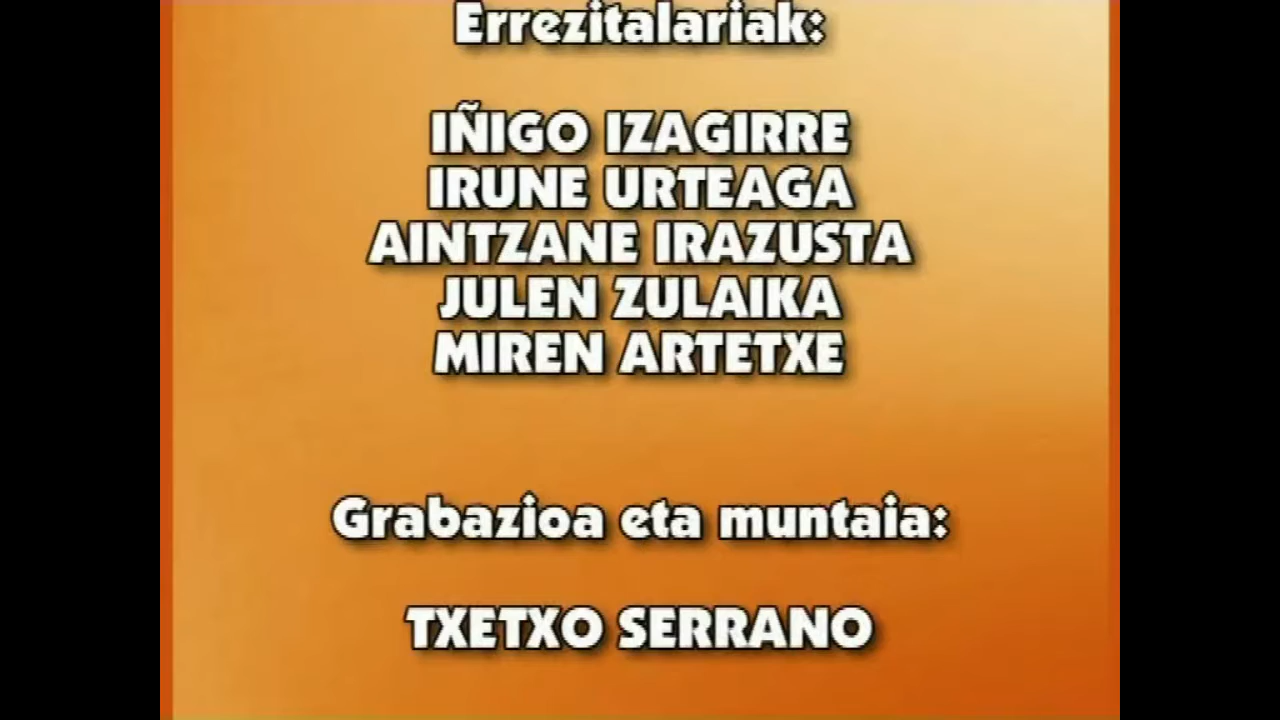 Errezitalariak:
IÑIGO IZAGIRRE
IRUNE URTEAGA
AINTZANE IRAZUSTA
JULEN ZULAIKA
MIREN ARTETXE
Grabazioa eta muntaia:
TXETXO SERRANO